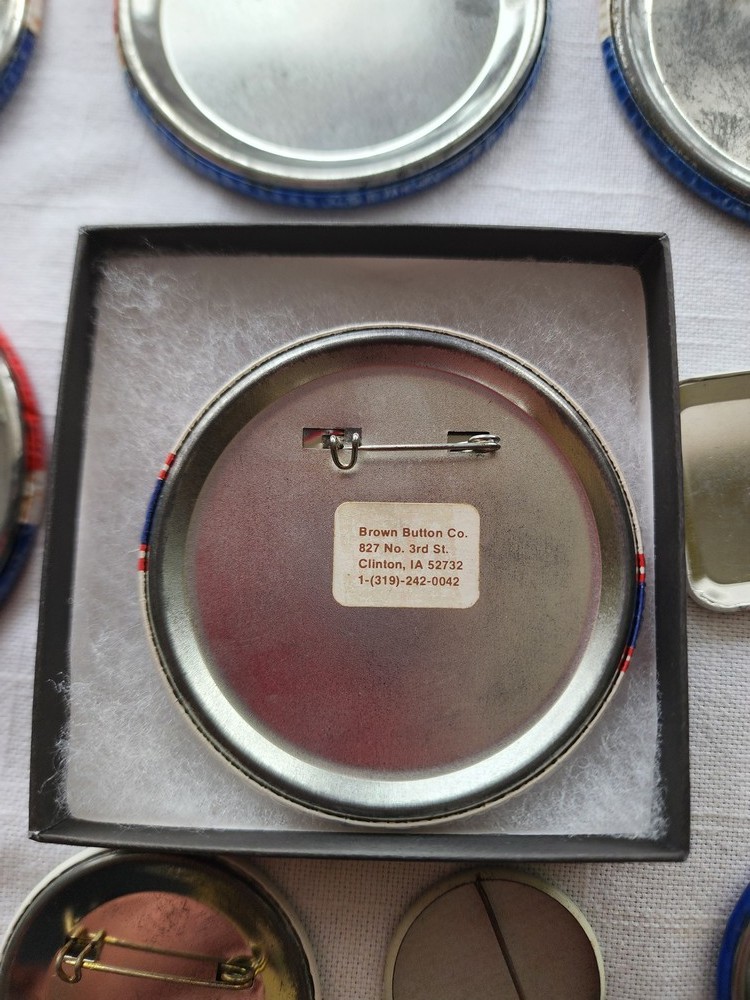 Brown Button Co.
827 No. 3rd St.
Clinton, IA 52732
1-(319)-242-0042